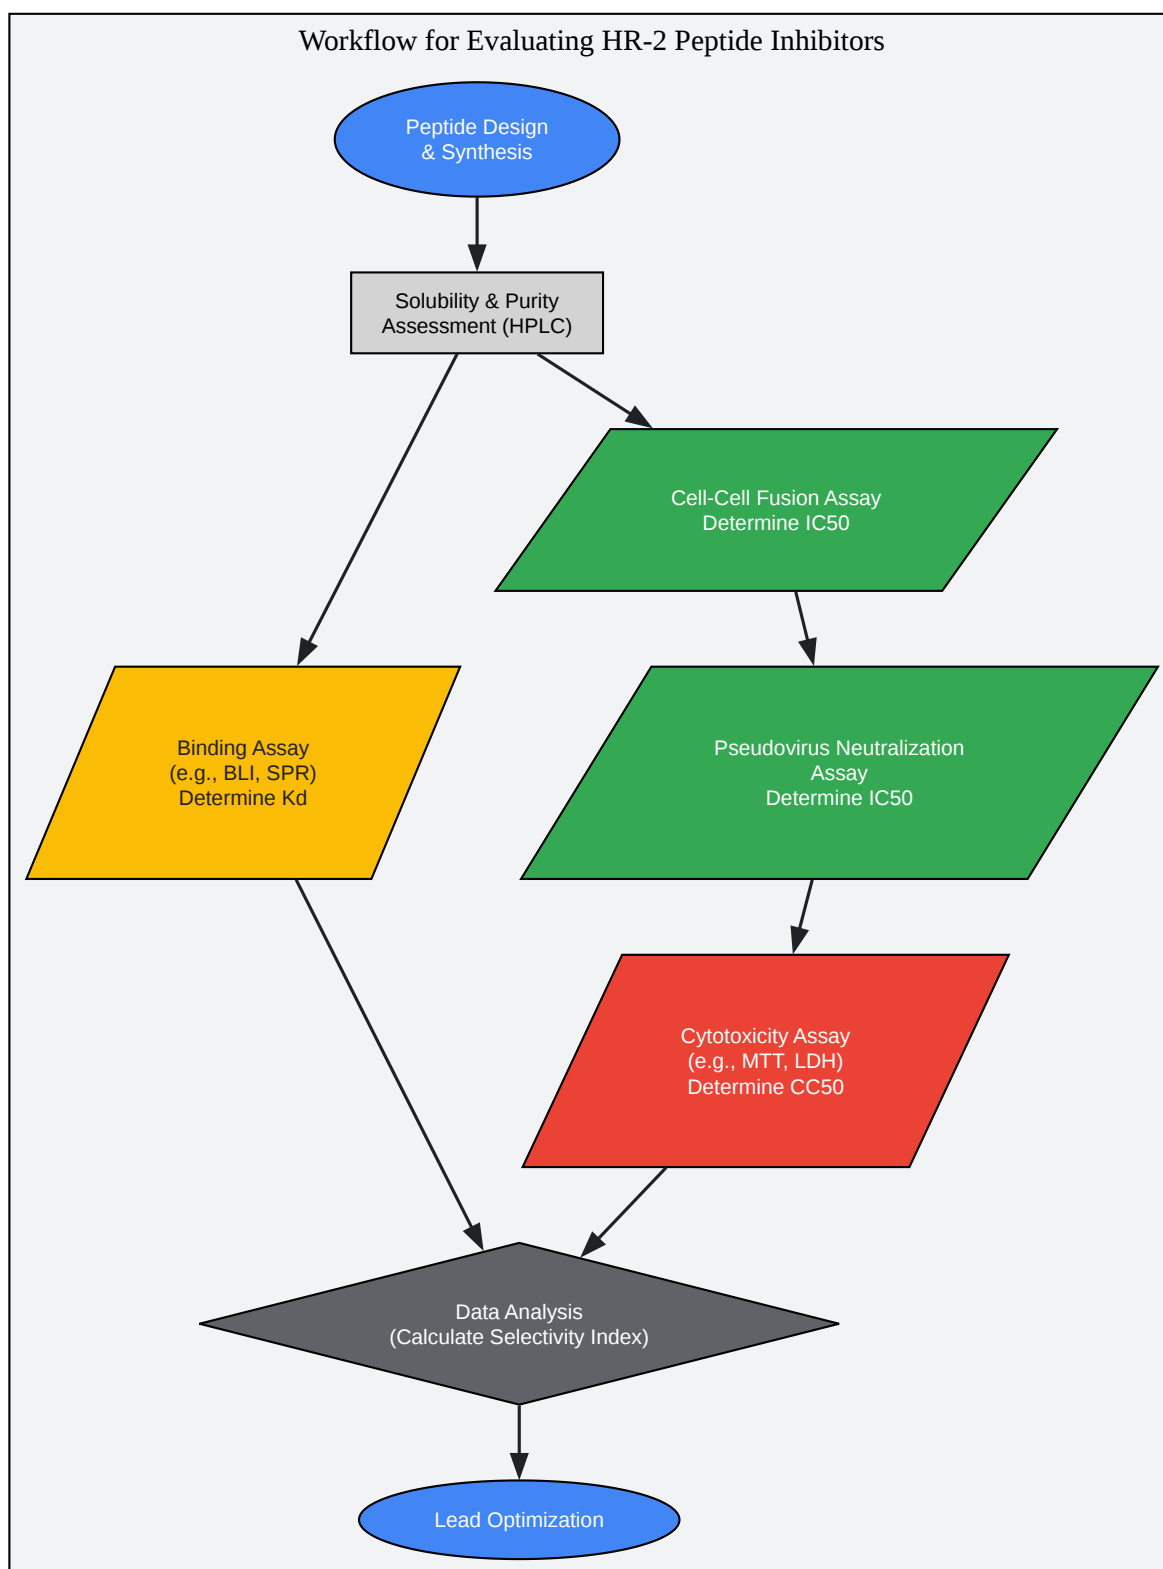 Workflow for Evaluating HR-2 Peptide Inhibitors
Peptide Design
& Synthesis
Solubility & Purity
Assessment (HPLC)
Cell-Cell Fusion Assay
Determine IC50
Binding Assay
(e.g., BLI, SPR)
Determine Kd
Pseudovirus Neutralization
Assay
Determine IC50
Cytotoxicity Assay
(e.g., MTT, LDH)
Determine CC50
Data Analysis
(Calculate Selectivity Index)
Lead Optimization